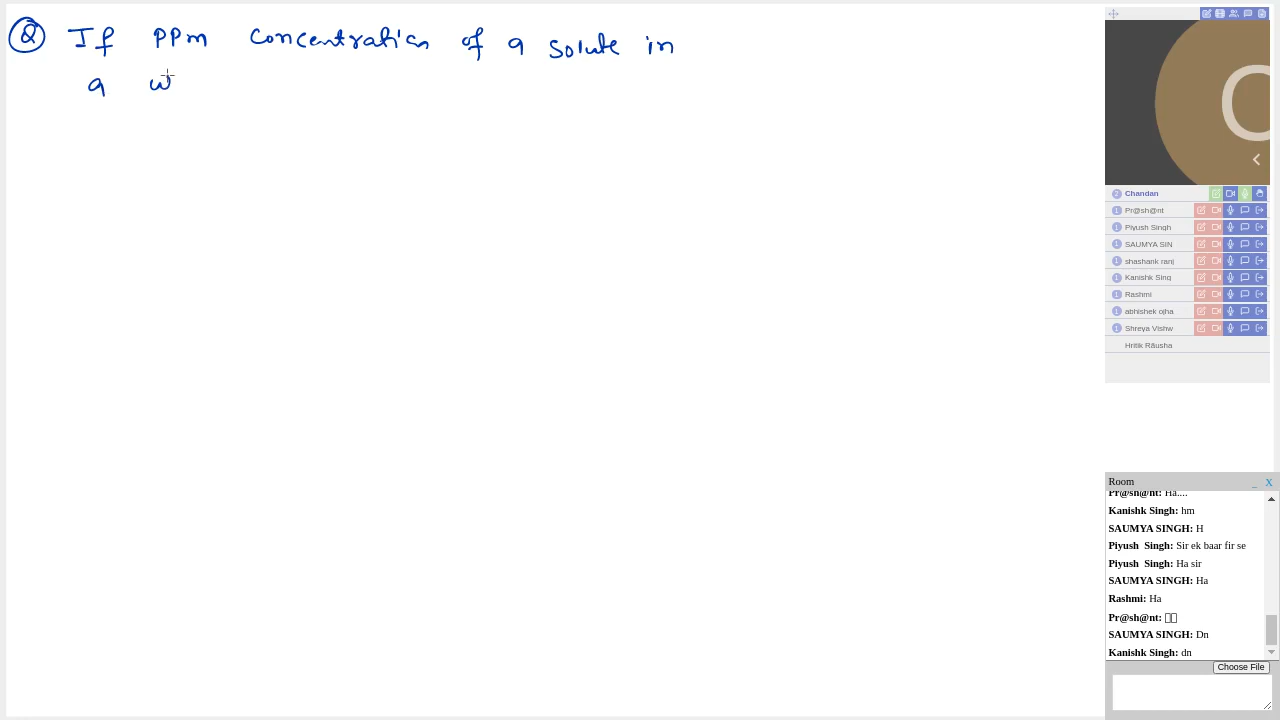 Q If PPm concentration of a solute in
a w
Chandan
Pr@sh@nt
Piyush Singh
SAUMYA SIN
shashank ranj
Kanishk Sing
Rashmi
abhishek ojha
Shreya Vishw
Hritik Räusha
Room _ X
Pr@sh@nt: Ha....
Kanishk Singh: hm
SAUMYA SINGH: H
Piyush Singh: Sir ek baar fir se
Piyush Singh: Ha sir
SAUMYA SINGH: Ha
Rashmi: Ha
Pr@sh@nt:
SAUMYA SINGH: Dn
Kanishk Singh: dn
Choose File